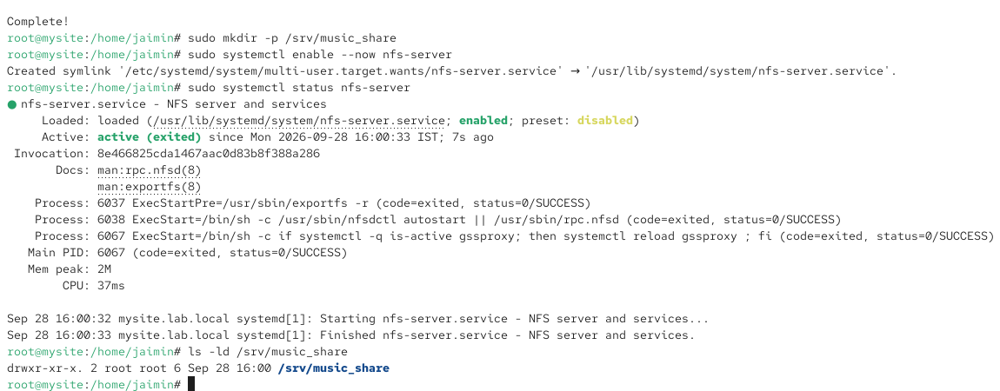 Complete!
root@mysite:/home/jaimin# sudo mkdir -p /srv/music_share
root@mysite:/home/jaimin# sudo systemctl enable --now nfs-server
Created symlink '/etc/systemd/system/multi-user.target.wants/nfs-server.service' → '/usr/lib/systemd/system/nfs-server.service'.
root@mysite:/home/jaimin# sudo systemctl status nfs-server
● nfs-server.service - NFS server and services
     Loaded: loaded (/usr/lib/systemd/system/nfs-server.service; enabled; preset: disabled)
     Active: active (exited) since Mon 2026-09-28 16:00:33 IST; 7s ago
 Invocation: 8e466825cda1467aac0d83b8f388a286
       Docs: man:rpc.nfsd(8)
             man:exportfs(8)
    Process: 6037 ExecStartPre=/usr/sbin/exportfs -r (code=exited, status=0/SUCCESS)
    Process: 6038 ExecStart=/bin/sh -c /usr/sbin/nfsdctl autostart || /usr/sbin/rpc.nfsd (code=exited, status=0/SUCCESS)
    Process: 6067 ExecStart=/bin/sh -c if systemctl -q is-active gssproxy; then systemctl reload gssproxy ; fi (code=exited, status=0/SUCCESS)
   Main PID: 6067 (code=exited, status=0/SUCCESS)
   Mem peak: 2M
        CPU: 37ms
Sep 28 16:00:32 mysite.lab.local systemd[1]: Starting nfs-server.service - NFS server and services...
Sep 28 16:00:33 mysite.lab.local systemd[1]: Finished nfs-server.service - NFS server and services.
root@mysite:/home/jaimin# ls -ld /srv/music_share
drwxr-xr-x. 2 root root 6 Sep 28 16:00 /srv/music_share
root@mysite:/home/jaimin#